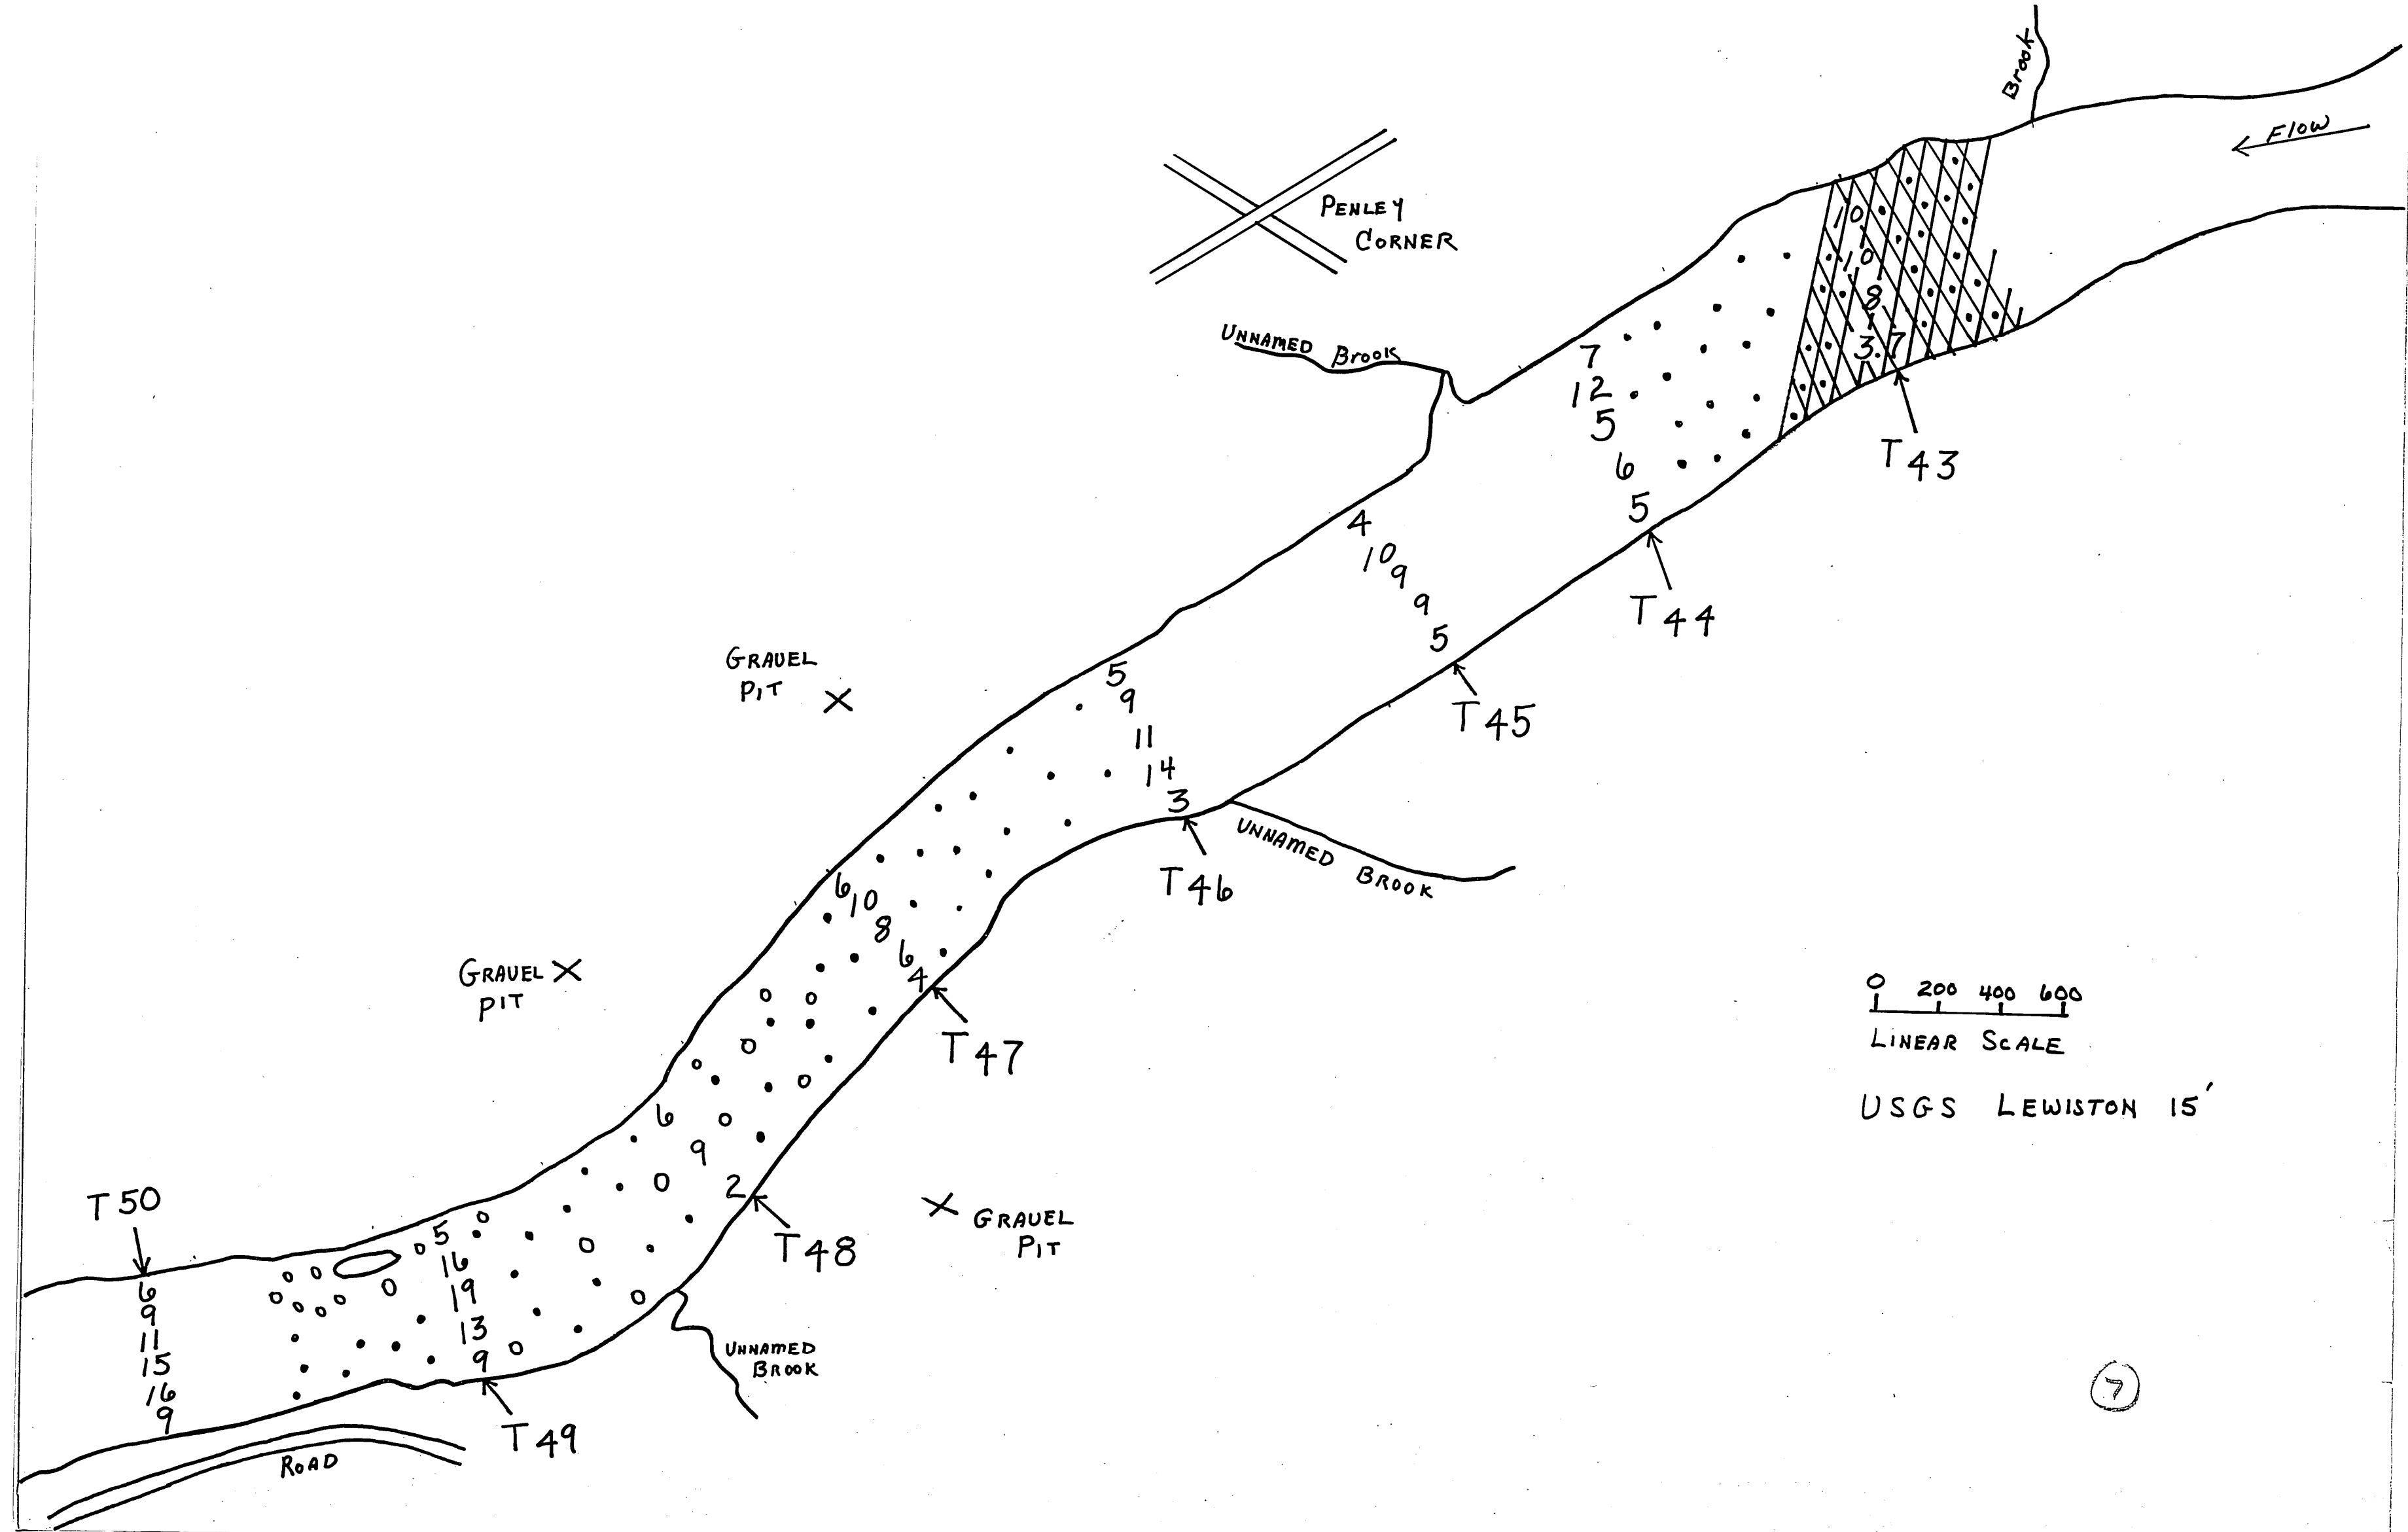 Brook
Flow
PENLEY
CORNER
10
10
8
3.7
T43
UNNAMED Brook
7
12
5
6
5
T44
4
10
9
9
5
T45
GRAVEL
PIT
5
9
11
14
3
T46
UNNAMED
BROOK
6
10
8
6
4
T47
GRAVEL
PIT
0 200 400 600
LINEAR SCALE
USGS LEWISTON 15'
6
9
2
T48
GRAVEL
PIT
T50
6
9
11
15
16
9
5
16
19
13
9
T49
UNNAMED
BROOK
ROAD
7